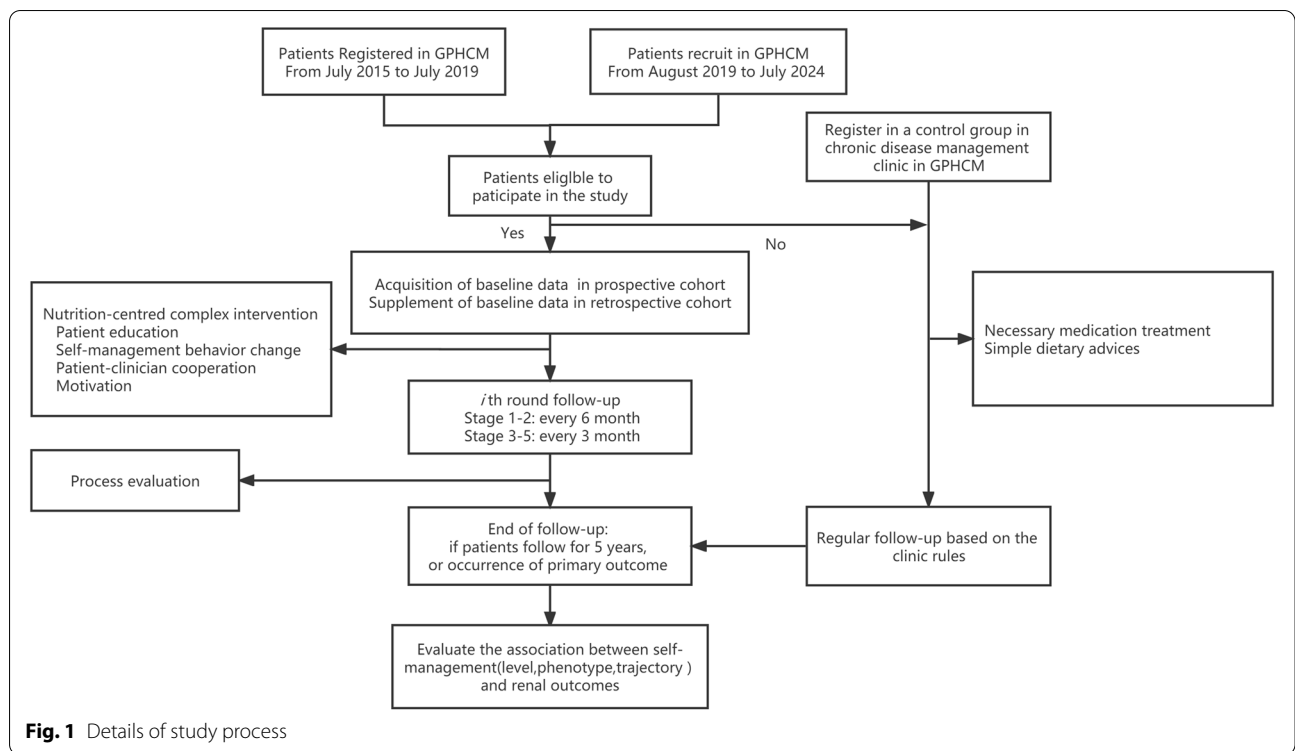 Patients Registered in GPHCM
From July 2015 to July 2019
Patients recruit in GPHCM
From August 2019 to July 2024
Register in a control group in
chronic disease management
clinic in GPHCM
Patients eliglble to
paticipate in the study
Yes
No
Acquisition of baseline data in prospective cohort
Supplement of baseline data in retrospective cohort
Nutrition-centred complex intervention
Patient education
Self-management behavior change
Patient-clinician cooperation
Motivation
Necessary medication treatment
Simple dietary advices
ith round follow-up
Stage 1-2: every 6 month
Stage 3-5: every 3 month
Process evaluation
End of follow-up:
if patients follow for 5 years,
or occurrence of primary outcome
Regular follow-up based on the
clinic rules
Evaluate the association between self-
management(level,phenotype,trajectory )
and renal outcomes
Fig. 1 Details of study process